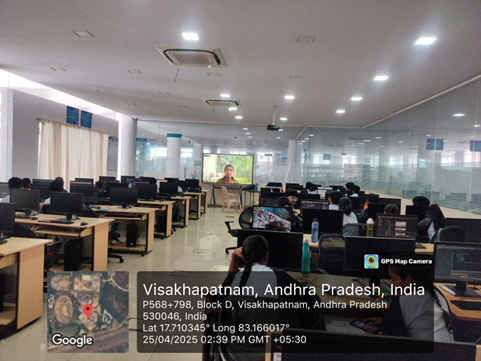 GPS Map Camera
Visakhapatnam, Andhra Pradesh, India
P568+798, Block D, Visakhapatnam, Andhra Pradesh
530046, India
Lat 17.710345° Long 83.166017°
25/04/2025 02:39 PM GMT +05:30
Google